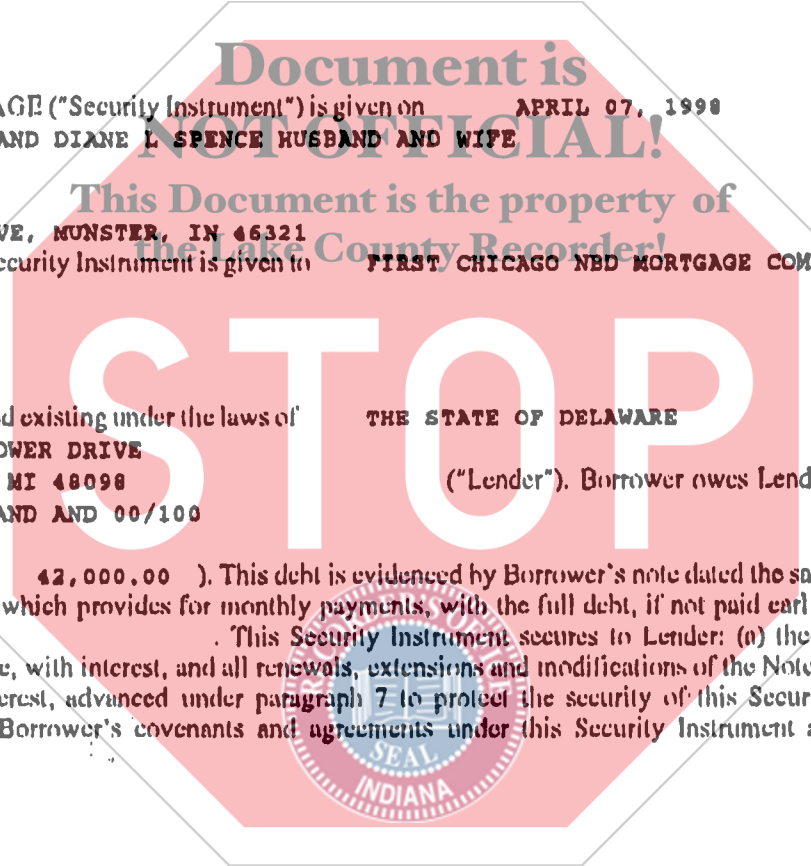 Document is
AGE ("Security Instrument") is given on APRIL 07, 1998
NOT OFFICIAL!
AND DIANE L SPENCE HUSBAND AND WIFE
This Document is the property of
VE, MUNSTER, IN 46321
the Lake County Recorder!
ecurity Instrument is given to FIRST CHICAGO NBD MORTGAGE COM
STOP
d existing under the laws of THE STATE OF DELAWARE
OWER DRIVE
MI 48098 ("Lender"). Borrower owes Lend
AND AND 00/100
42,000.00 ). This debt is evidenced by Borrower's note dated the sa
which provides for monthly payments, with the full debt, if not paid earl
. This Security Instrument secures to Lender: (a) the
e, with interest, and all renewals, extensions and modifications of the Note
erest, advanced under paragraph 7 to protect the security of this Secur
Borrower's covenants and agreements under this Security Instrument a
RECORDER'S OFFICE
SEAL
INDIANA